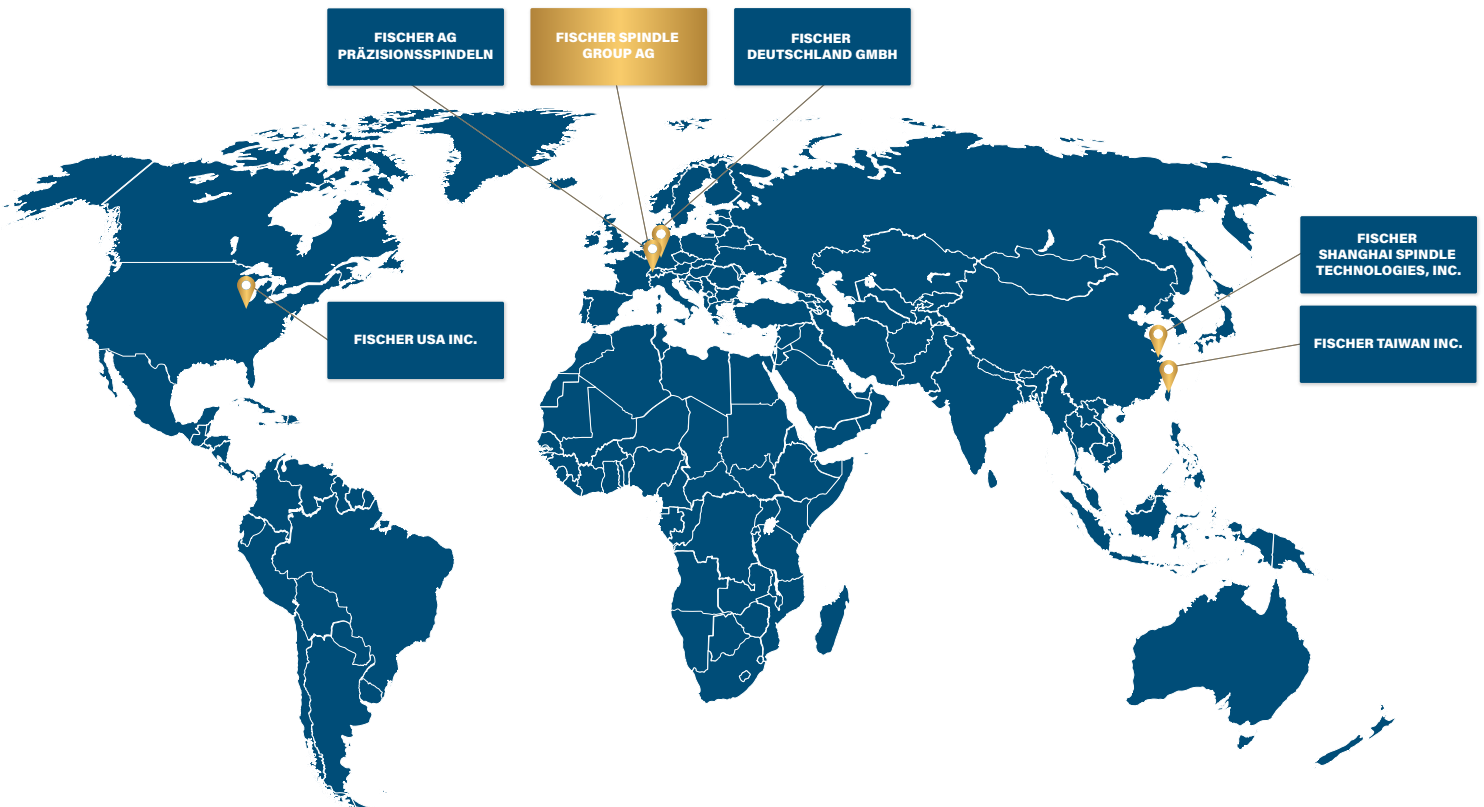 FISCHER AG
PRÄZISIONSSPINDELN
FISCHER SPINDLE
GROUP AG
FISCHER
DEUTSCHLAND GMBH
FISCHER
SHANGHAI SPINDLE
TECHNOLOGIES, INC.
FISCHER USA INC.
FISCHER TAIWAN INC.